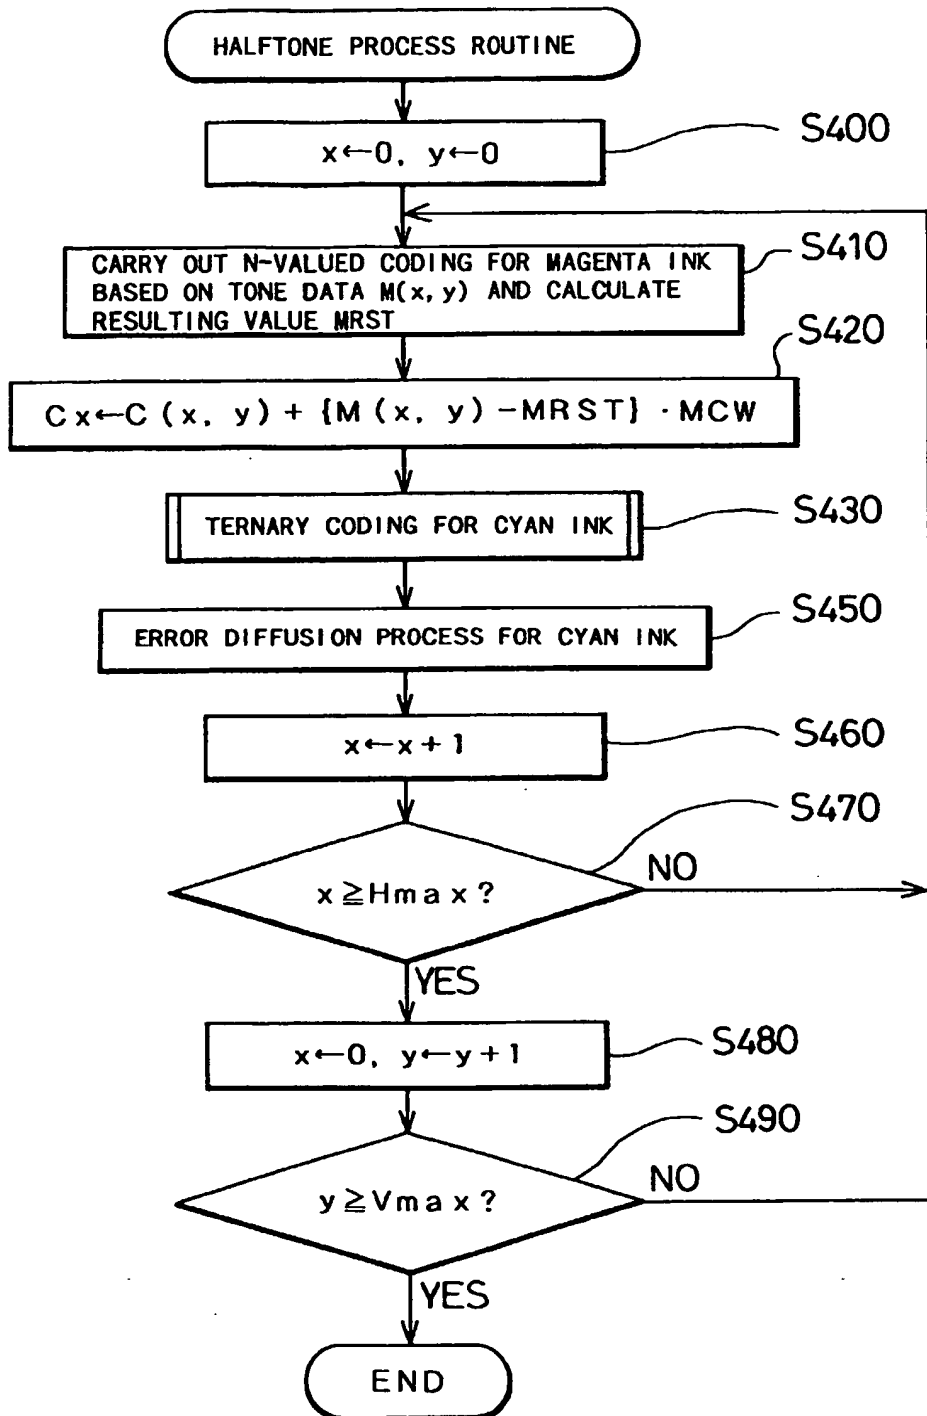 HALFTONE PROCESS ROUTINE
x←0, y←0
S400
CARRY OUT N-VALUED CODING FOR MAGENTA INK
BASED ON TONE DATA M(x,y) AND CALCULATE
RESULTING VALUE MRST
S410
Cx←C (x, y) + {M (x, y) -MRST} · MCW
S420
TERNARY CODING FOR CYAN INK
S430
ERROR DIFFUSION PROCESS FOR CYAN INK
S450
x←x+1
S460
x≧Hmax?
S470
NO
YES
x←0, y←y+1
S480
y≧Vmax?
S490
NO
YES
END